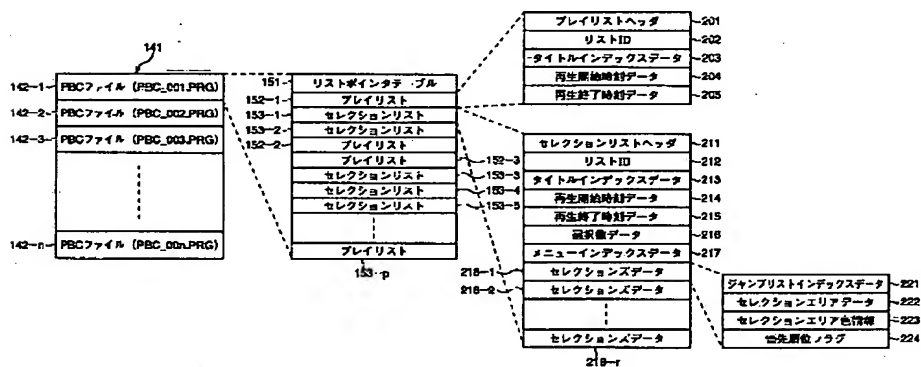 141
142-1
PBCファイル (PBC_001.PRG)
142-2
PBCファイル (PBC_002.PRG)
142-3
PBCファイル (PBC_003.PRG)
142-n
PBCファイル (PBC_00n.PRG)
151
リストポインタテーブル
152-1
プレイリスト
153-1
セレクションリスト
153-2
セレクションリスト
152-2
プレイリスト
プレイリスト
152-3
セレクションリスト
153-3
セレクションリスト
153-4
セレクションリスト
153-5
プレイリスト
153-p
プレイリストヘッダ
201
リストID
202
タイトルインデックスデータ
203
再生開始時刻データ
204
再生終了時刻データ
205
セレクションリストヘッダ
211
リストID
212
タイトルインデックスデータ
213
再生開始時刻データ
214
再生終了時刻データ
215
選択数データ
216
メニューインデックスデータ
217
218-1
セレクションズデータ
218-2
セレクションズデータ
セレクションズデータ
218-r
ジャンプリストインデックスデータ
221
セレクションエリアデータ
222
セレクションエリア色情報
223
優先順位フラグ
224